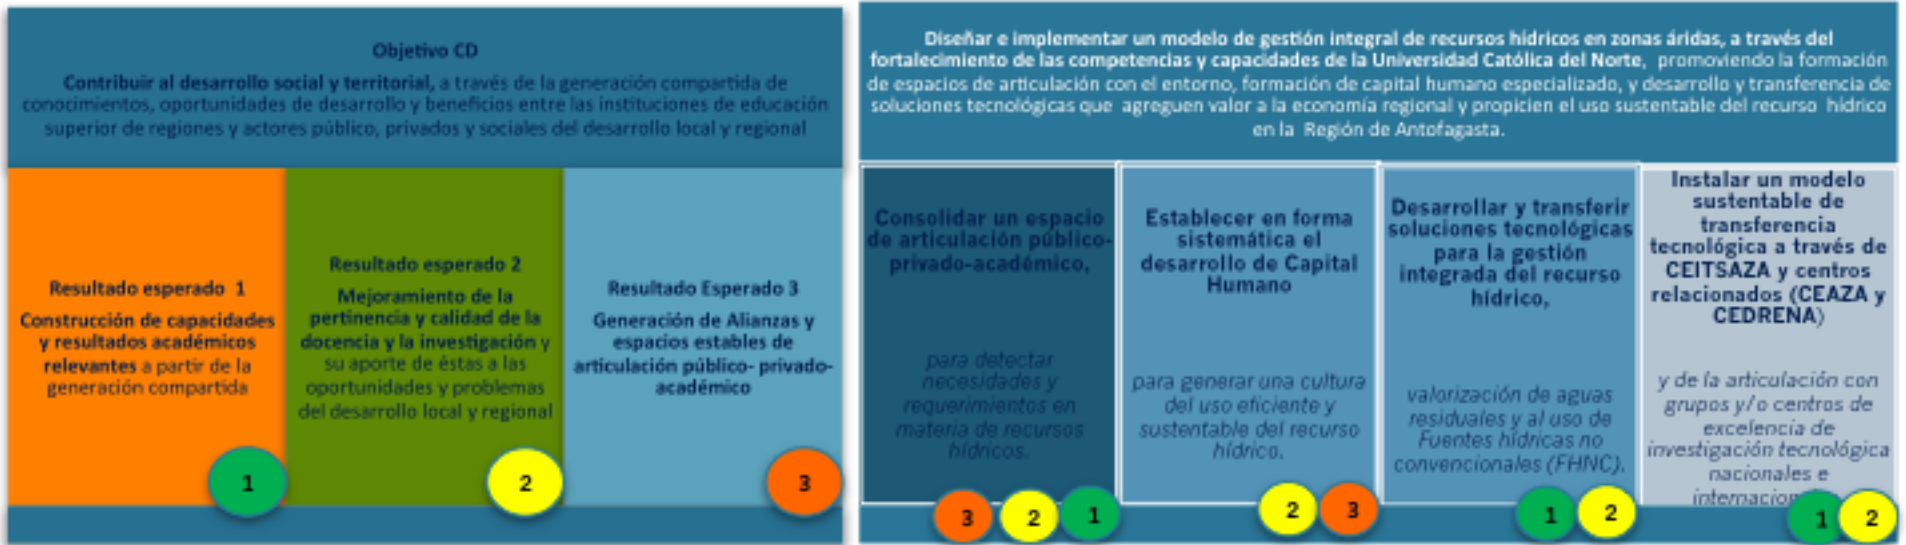 Objetivo CD
Contribuir al desarrollo social y territorial, a través de la generación compartida de
conocimientos, oportunidades de desarrollo y beneficios entre las instituciones de educación
superior de regiones y actores público, privados y sociales del desarrollo local y regional
Resultado esperado 1
Construcción de capacidades
y resultados académicos
relevantes a partir de la
generación compartida
1
Resultado esperado 2
Mejoramiento de la
pertinencia y calidad de la
docencia y la investigación y
su aporte de éstas a las
oportunidades y problemas
del desarrollo local y regional
2
Resultado Esperado 3
Generación de Alianzas y
espacios estables de
articulación público- privado-
académico
3
Diseñar e implementar un modelo de gestión integral de recursos hídricos en zonas áridas, a través del
fortalecimiento de las competencias y capacidades de la Universidad Católica del Norte, promoviendo la formación
de espacios de articulación con el entorno, formación de capital humano especializado, y desarrollo y transferencia de
soluciones tecnológicas que agreguen valor a la economía regional y propicien el uso sustentable del recurso hídrico
en la Región de Antofagasta.
Consolidar un espacio
de articulación público-
privado-académico,
para detectar
necesidades y
requerimientos en
materia de recursos
hídricos.
3 2 1
Establecer en forma
sistemática el
desarrollo de Capital
Humano
para generar una cultura
del uso eficiente y
sustentable del recurso
hídrico.
2 3
Desarrollar y transferir
soluciones tecnológicas
para la gestión
integrada del recurso
hídrico,
valorización de aguas
residuales y al uso de
Fuentes hídricas no
convencionales (FHNC).
1 2
Instalar un modelo
sustentable de
transferencia
tecnológica a través de
CEITSAZA y centros
relacionados (CEAZA y
CEDRENA)
y de la articulación con
grupos y/o centros de
excelencia de
investigación tecnológica
nacionales e
1 2